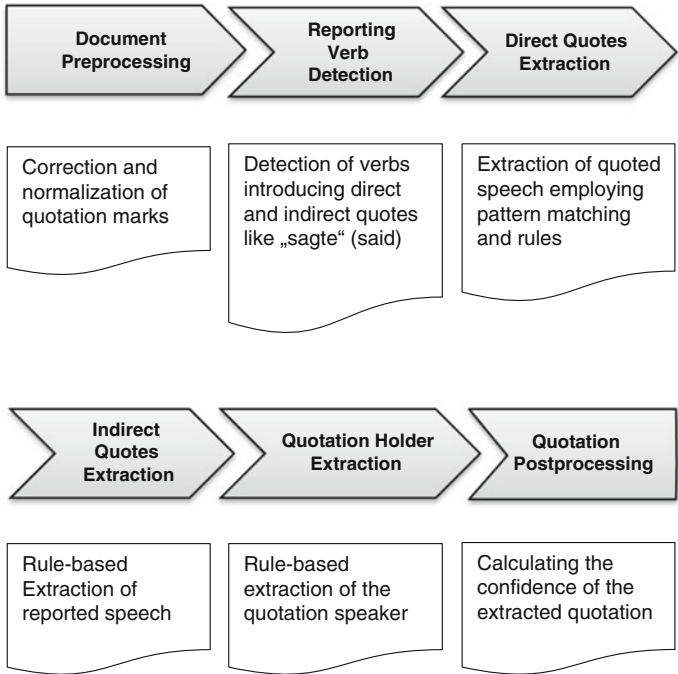 Document
Preprocessing
Reporting
Verb
Detection
Direct Quotes
Extraction
Correction and
normalization of
quotation marks
Detection of verbs
introducing direct
and indirect quotes
like „sagte“ (said)
Extraction of quoted
speech employing
pattern matching
and rules
Indirect
Quotes
Extraction
Quotation Holder
Extraction
Quotation
Postprocessing
Rule-based
Extraction of
reported speech
Rule-based
extraction of the
quotation speaker
Calculating the
confidence of the
extracted quotation